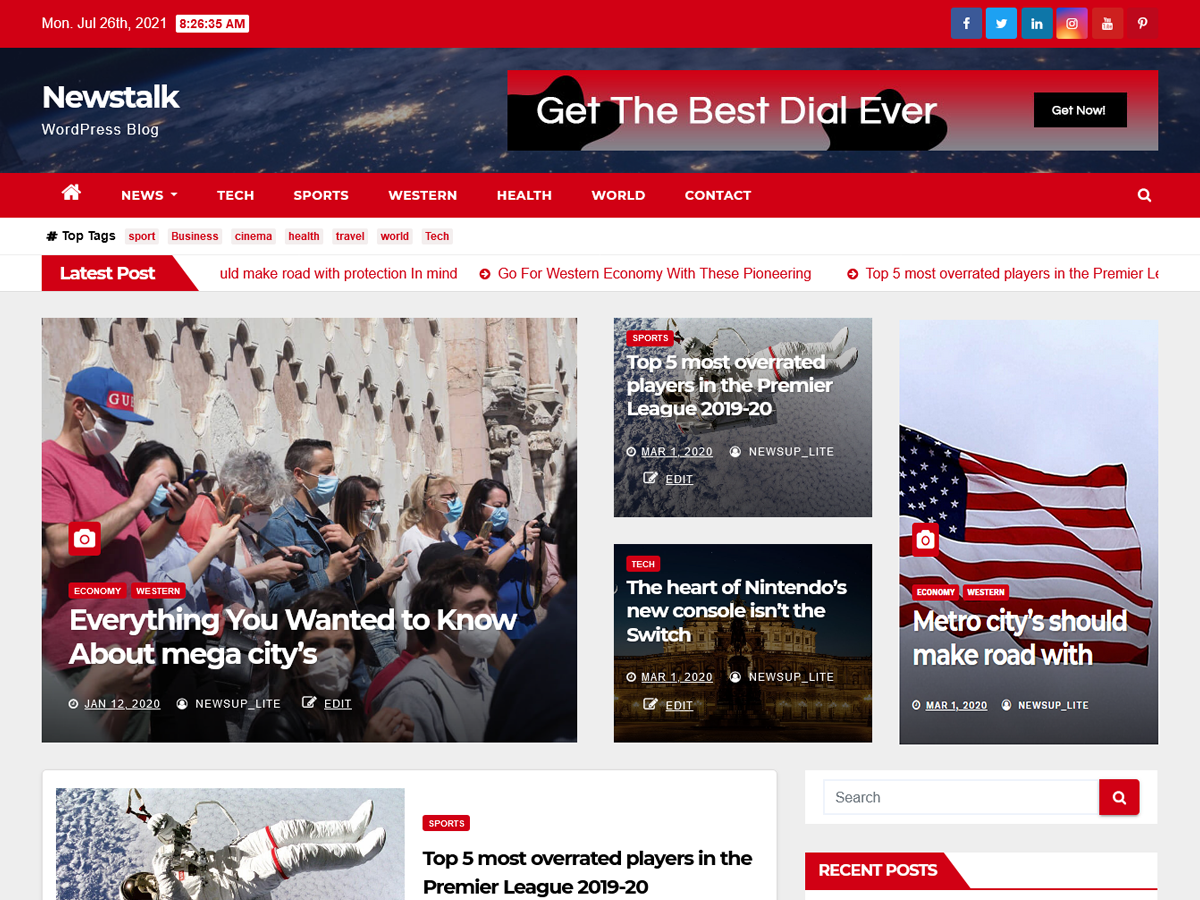 Mon. Jul 26th, 2021 8:26:35 AM
Newstalk
WordPress Blog
Get The Best Dial Ever
Get Now!
NEWS TECH SPORTS WESTERN HEALTH WORLD CONTACT
# Top Tags sport Business cinema health travel world Tech
Latest Post
uld make road with protection In mind
Go For Western Economy With These Pioneering
Top 5 most overrated players in the Premier Le
GU
ECONOMY WESTERN
Everything You Wanted to Know
About mega city's
JAN 12, 2020 NEWSUP_LITE EDIT
SPORTS
Top 5 most overrated
players in the Premier
League 2019-20
MAR 1, 2020 NEWSUP_LITE
EDIT
TECH
The heart of Nintendo's
new console isn't the
Switch
MAR 1, 2020 NEWSUP_LITE
EDIT
ECONOMY WESTERN
Metro city's should
make road with
MAR 1, 2020 NEWSUP_LITE
SPORTS
Top 5 most overrated players in the
Premier League 2019-20
Search
RECENT POSTS